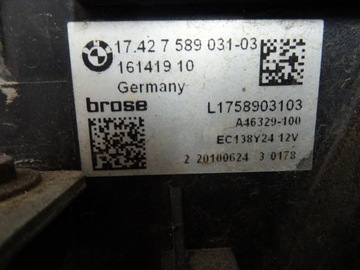 BMW
17.42 7 589 031-03
161419 10
Germany
brose
L1758903103
A46329-100
EC138Y24 12V
2 20100624 3 0178